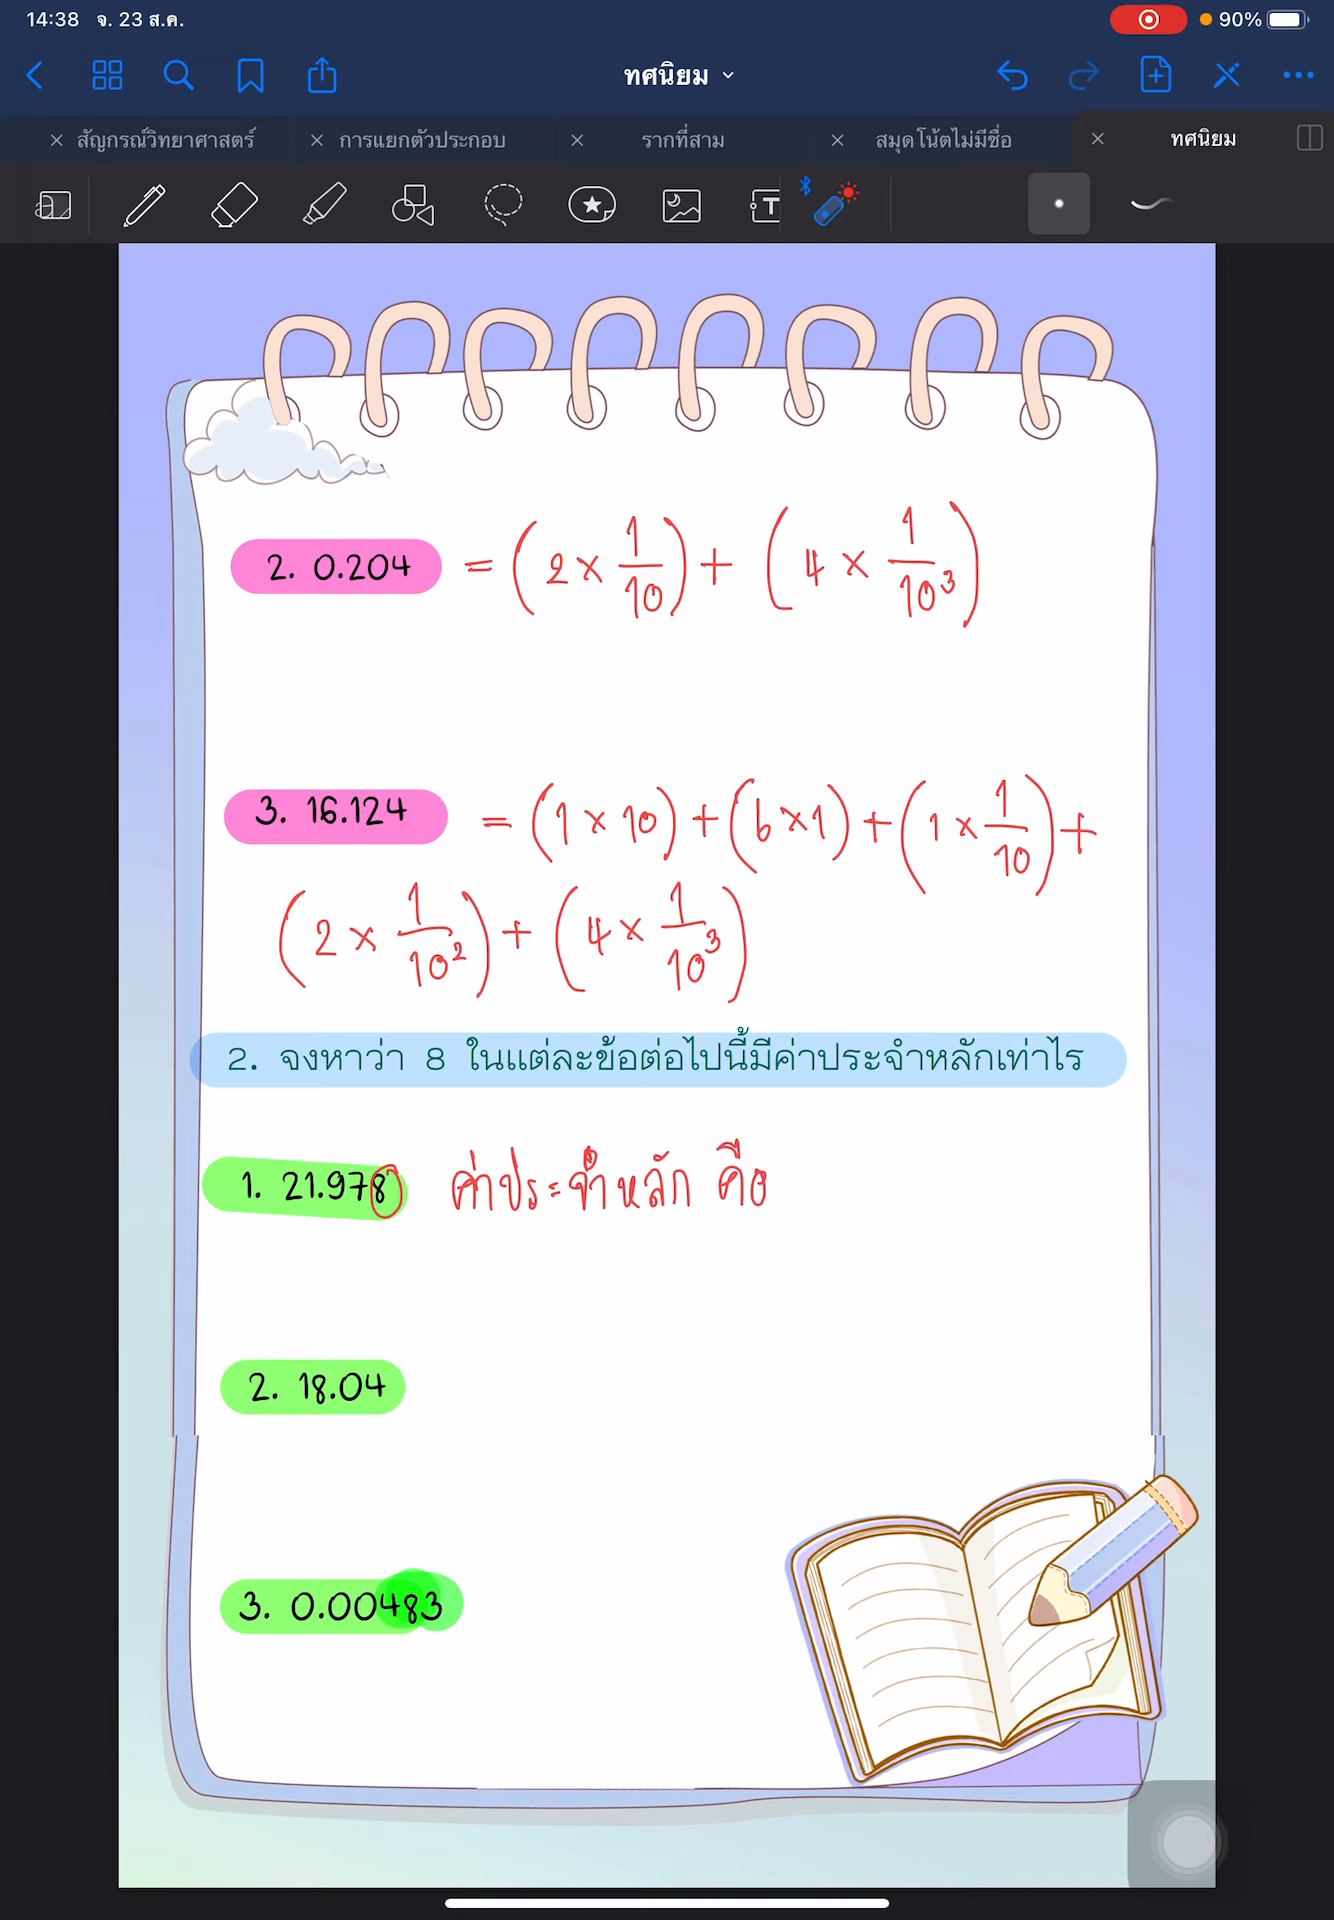 14:38 จ. 23 ส.ค. 90%
ทศนิยม
สัญกรณ์วิทยาศาสตร์ การแยกตัวประกอบ รากที่สาม สมุดโน้ตไม่มีชื่อ ทศนิยม
2. 0.204 = (2 × 1/10) + (4 × 1/10³)
3. 16.124 = (1 × 10) + (6 × 1) + (1 × 1/10) +
(2 × 1/10²) + (4 × 1/10³)
2. จงหาว่า 8 ในแต่ละข้อต่อไปนี้มีค่าประจำหลักเท่าไร
1. 21.978 ค่าประจำหลัก คือ
2. 18.04
3. 0.00483